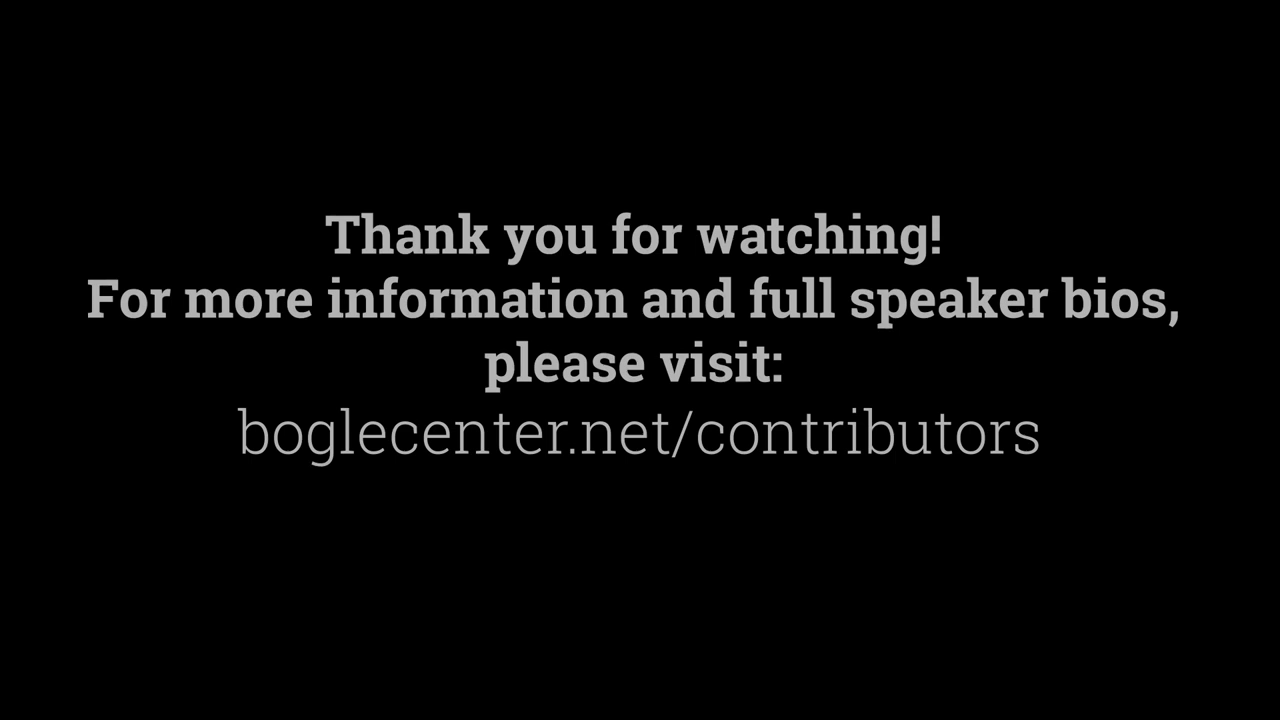 Thank you for watching!
For more information and full speaker bios,
please visit:
boglecenter.net/contributors